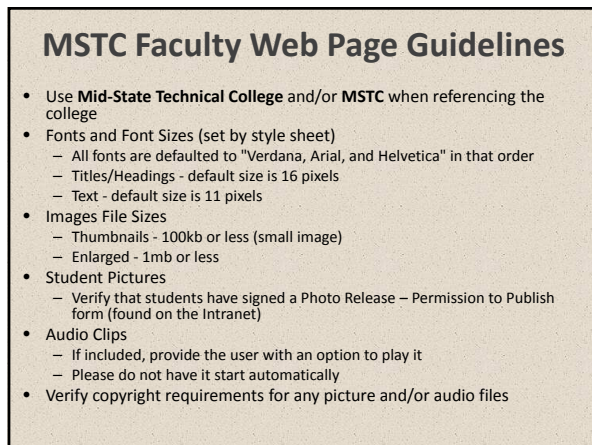 MSTC Faculty Web Page Guidelines
• Use Mid-State Technical College and/or MSTC when referencing the
college
• Fonts and Font Sizes (set by style sheet)
– All fonts are defaulted to "Verdana, Arial, and Helvetica" in that order
– Titles/Headings - default size is 16 pixels
– Text - default size is 11 pixels
• Images File Sizes
– Thumbnails - 100kb or less (small image)
– Enlarged - 1mb or less
• Student Pictures
– Verify that students have signed a Photo Release – Permission to Publish
form (found on the Intranet)
• Audio Clips
– If included, provide the user with an option to play it
– Please do not have it start automatically
• Verify copyright requirements for any picture and/or audio files